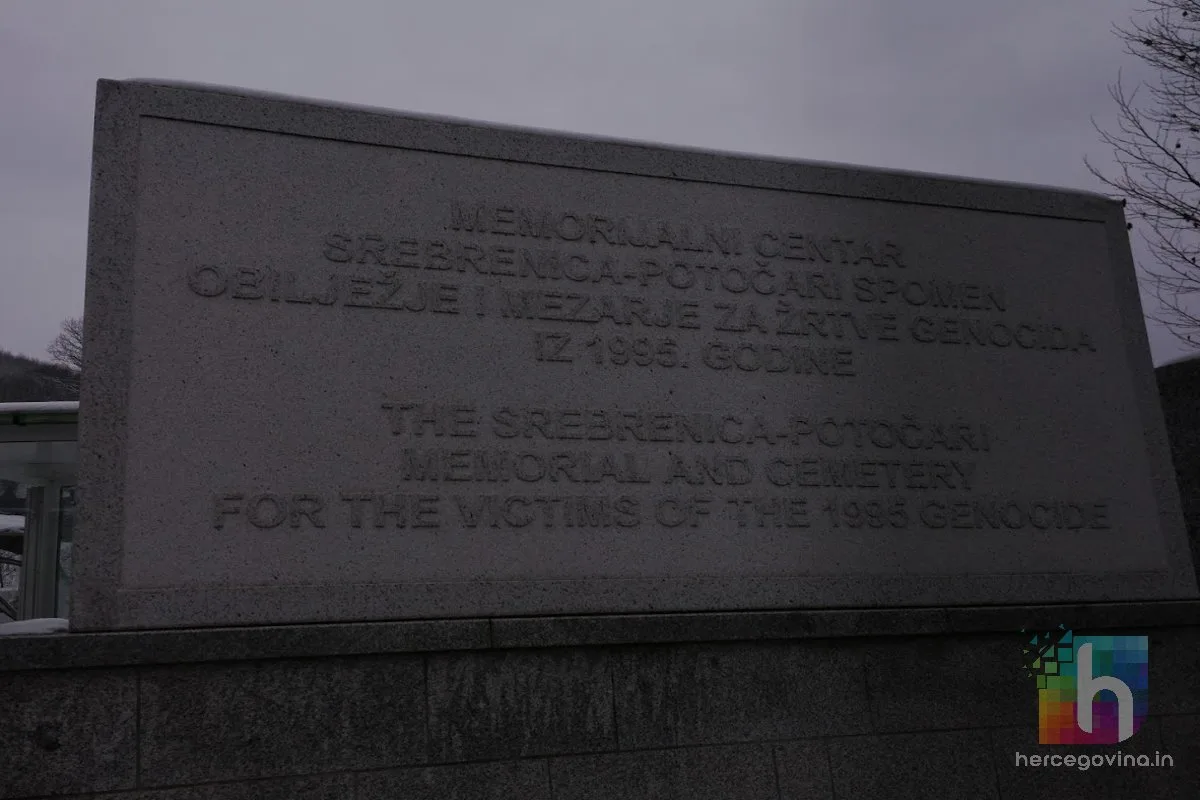 MEMORIJALNI CENTAR
SREBRENICA-POTOČARI SPOMEN
OBILJEŽJE I MEZARJE ZA ŽRTVE GENOCIDA
IZ 1995. GODINE
THE SREBRENICA-POTOČARI
MEMORIAL AND CEMETERY
FOR THE VICTIMS OF THE 1995 GENOCIDE
h
hercegovina.in